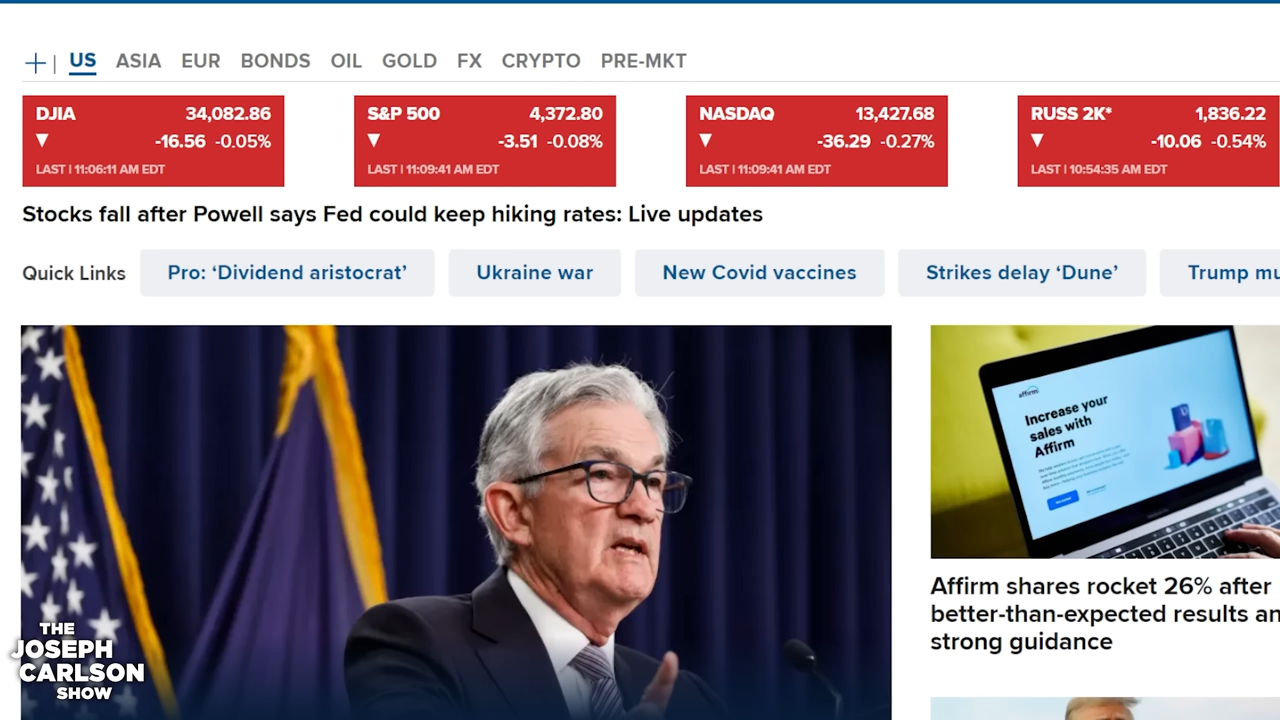 US ASIA EUR BONDS OIL GOLD FX CRYPTO PRE-MKT
DJIA 34,082.86
-16.56 -0.05%
LAST | 11:06:11 AM EDT
S&P 500 4,372.80
-3.51 -0.08%
LAST | 11:09:41 AM EDT
NASDAQ 13,427.68
-36.29 -0.27%
LAST | 11:09:41 AM EDT
RUSS 2K* 1,836.22
-10.06 -0.54%
LAST | 10:54:35 AM EDT
Stocks fall after Powell says Fed could keep hiking rates: Live updates
Quick Links Pro: ‘Dividend aristocrat’ Ukraine war New Covid vaccines Strikes delay ‘Dune’ Trump mu
affirm
Increase your
sales with
Affirm
Affirm shares rocket 26% after
better-than-expected results an
strong guidance
THE
JOSEPH
CARLSON
SHOW